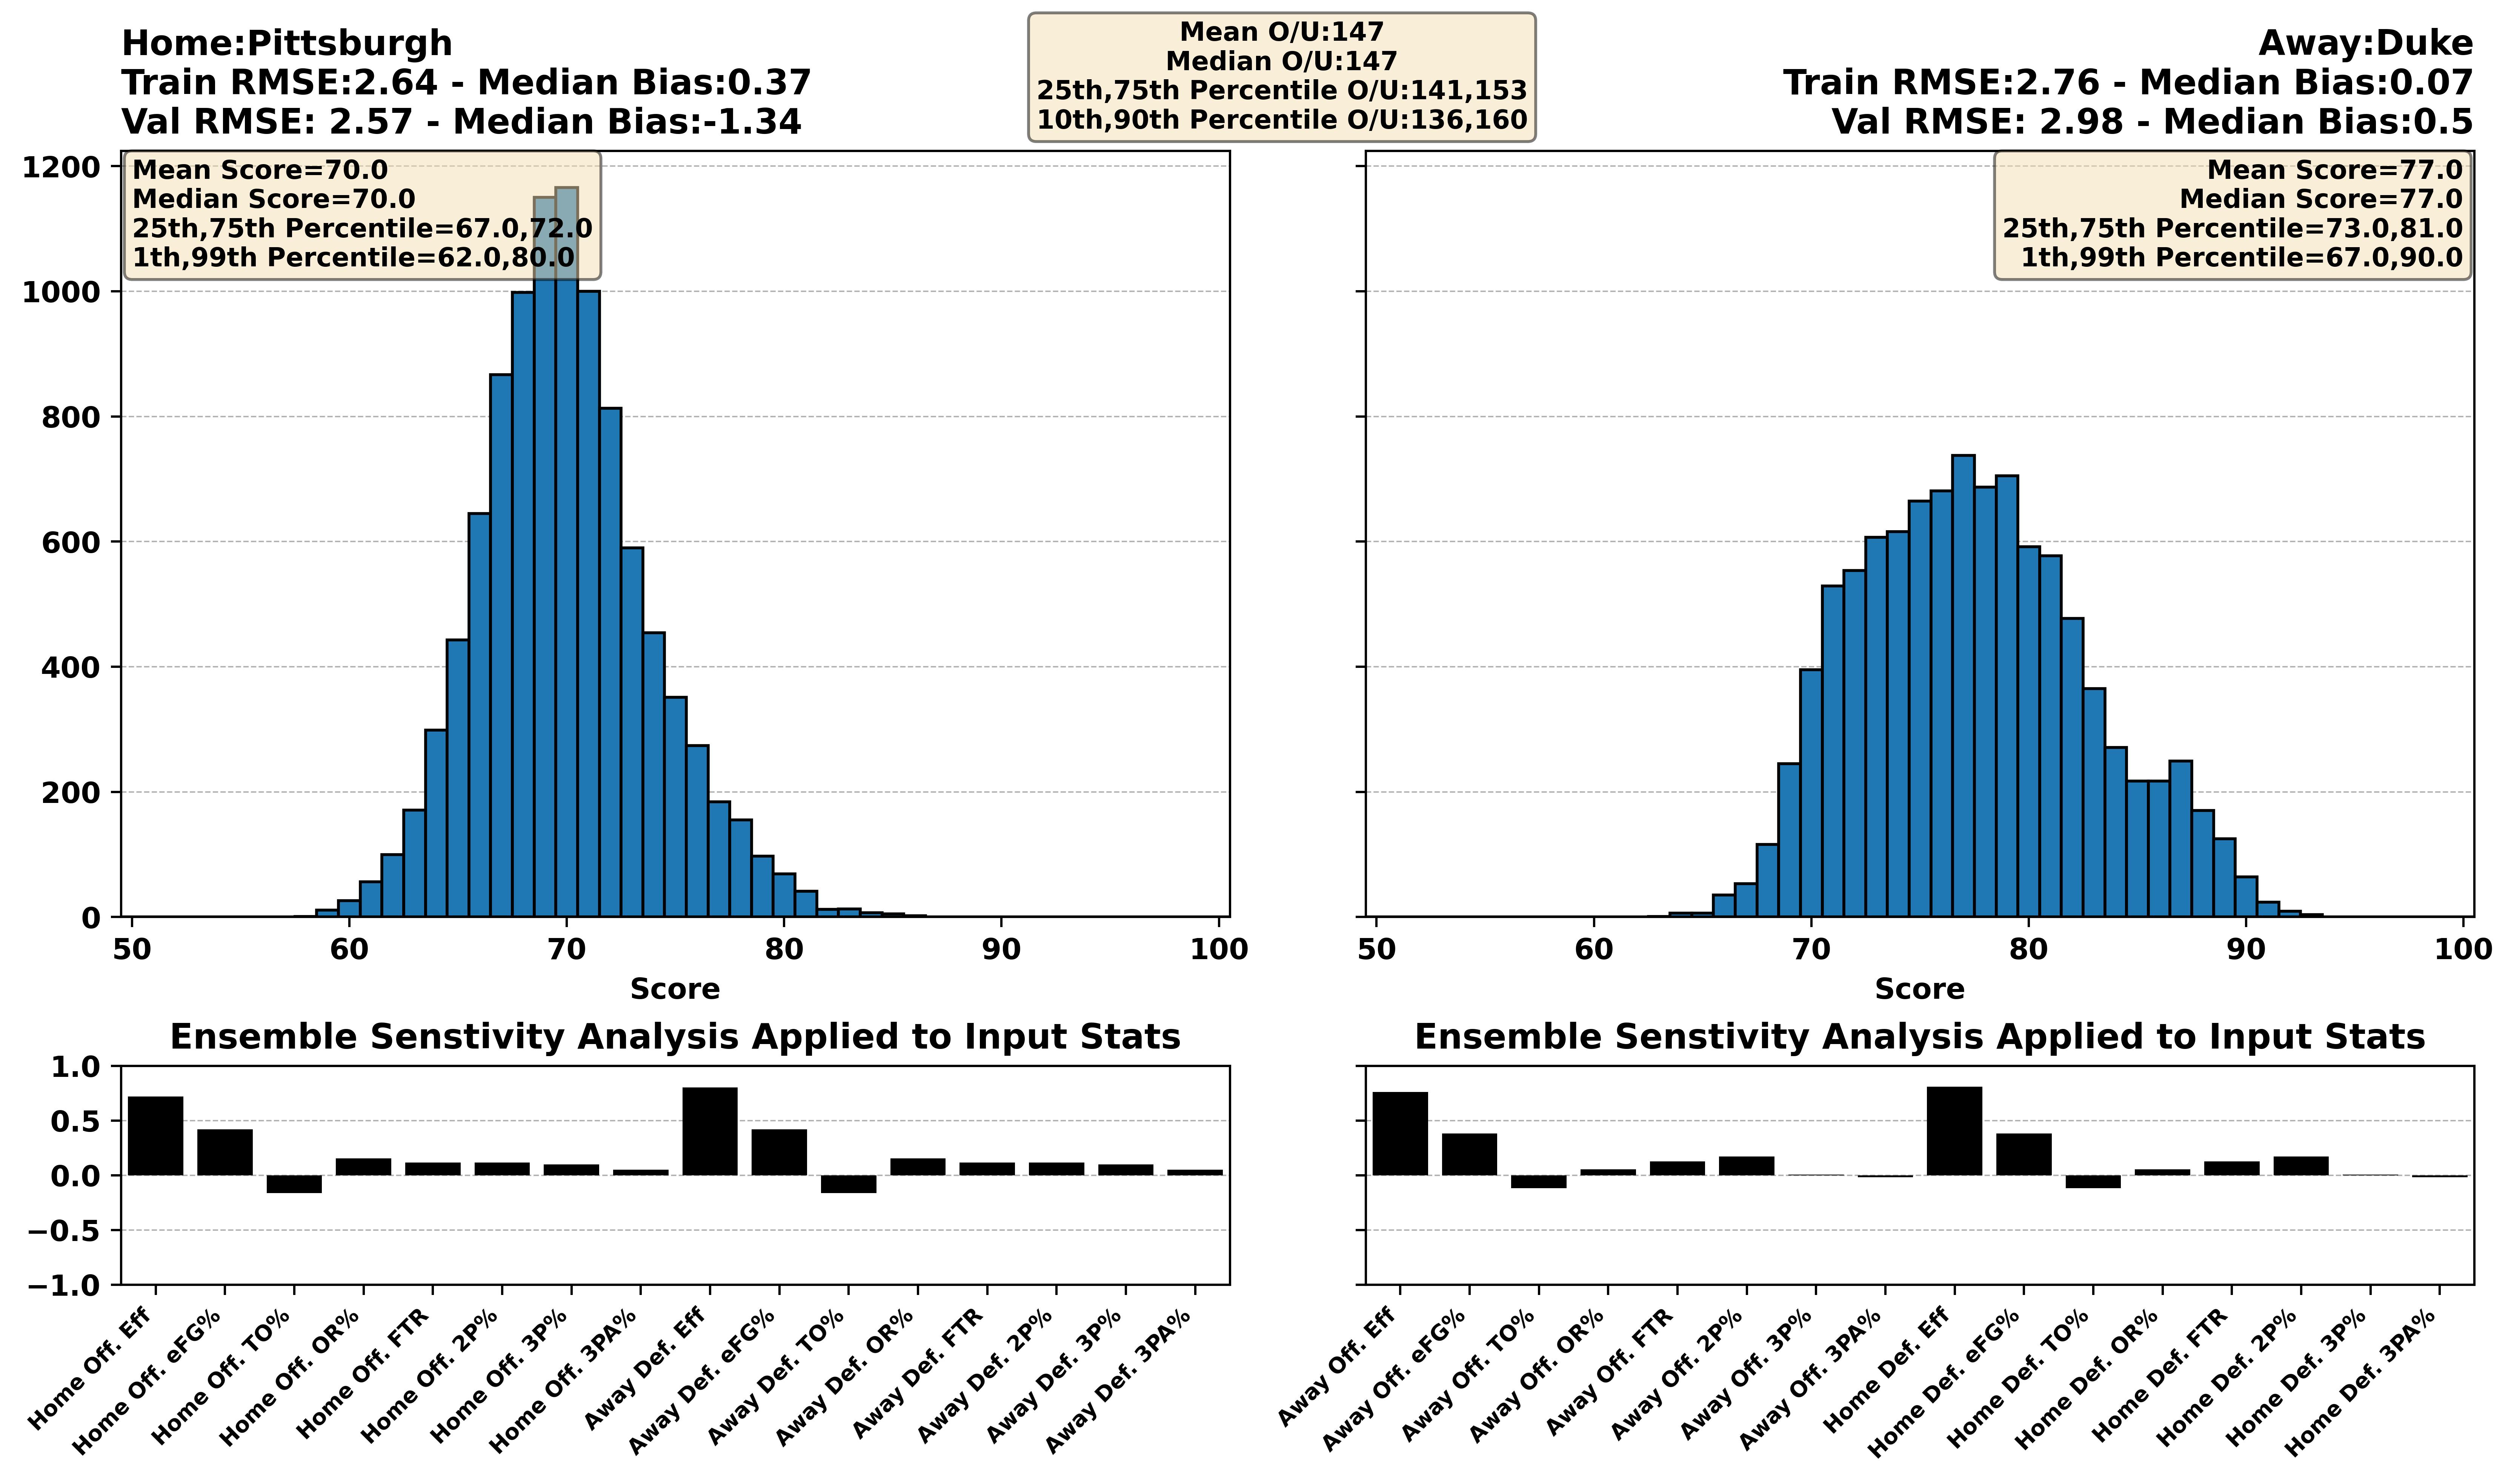 Home:Pittsburgh
Train RMSE:2.64 - Median Bias:0.37
Val RMSE: 2.57 - Median Bias:-1.34
Mean O/U:147
Median O/U:147
25th,75th Percentile O/U:141,153
10th,90th Percentile O/U:136,160
Away:Duke
Train RMSE:2.76 - Median Bias:0.07
Val RMSE: 2.98 - Median Bias:0.5
Mean Score=70.0
Median Score=70.0
25th,75th Percentile=67.0,72.0
1th,99th Percentile=62.0,80.0
1200
1000
800
600
400
200
0
50 60 70 80 90 100
Score
Mean Score=77.0
Median Score=77.0
25th,75th Percentile=73.0,81.0
1th,99th Percentile=67.0,90.0
50 60 70 80 90 100
Score
Ensemble Senstivity Analysis Applied to Input Stats
1.0
0.5
0.0
−0.5
−1.0
Home Off. Eff
Home Off. eFG%
Home Off. TO%
Home Off. OR%
Home Off. FTR
Home Off. 2P%
Home Off. 3P%
Home Off. 3PA%
Away Def. Eff
Away Def. eFG%
Away Def. TO%
Away Def. OR%
Away Def. FTR
Away Def. 2P%
Away Def. 3P%
Away Def. 3PA%
Ensemble Senstivity Analysis Applied to Input Stats
Away Off. Eff
Away Off. eFG%
Away Off. TO%
Away Off. OR%
Away Off. FTR
Away Off. 2P%
Away Off. 3P%
Away Off. 3PA%
Home Def. Eff
Home Def. eFG%
Home Def. TO%
Home Def. OR%
Home Def. FTR
Home Def. 2P%
Home Def. 3P%
Home Def. 3PA%